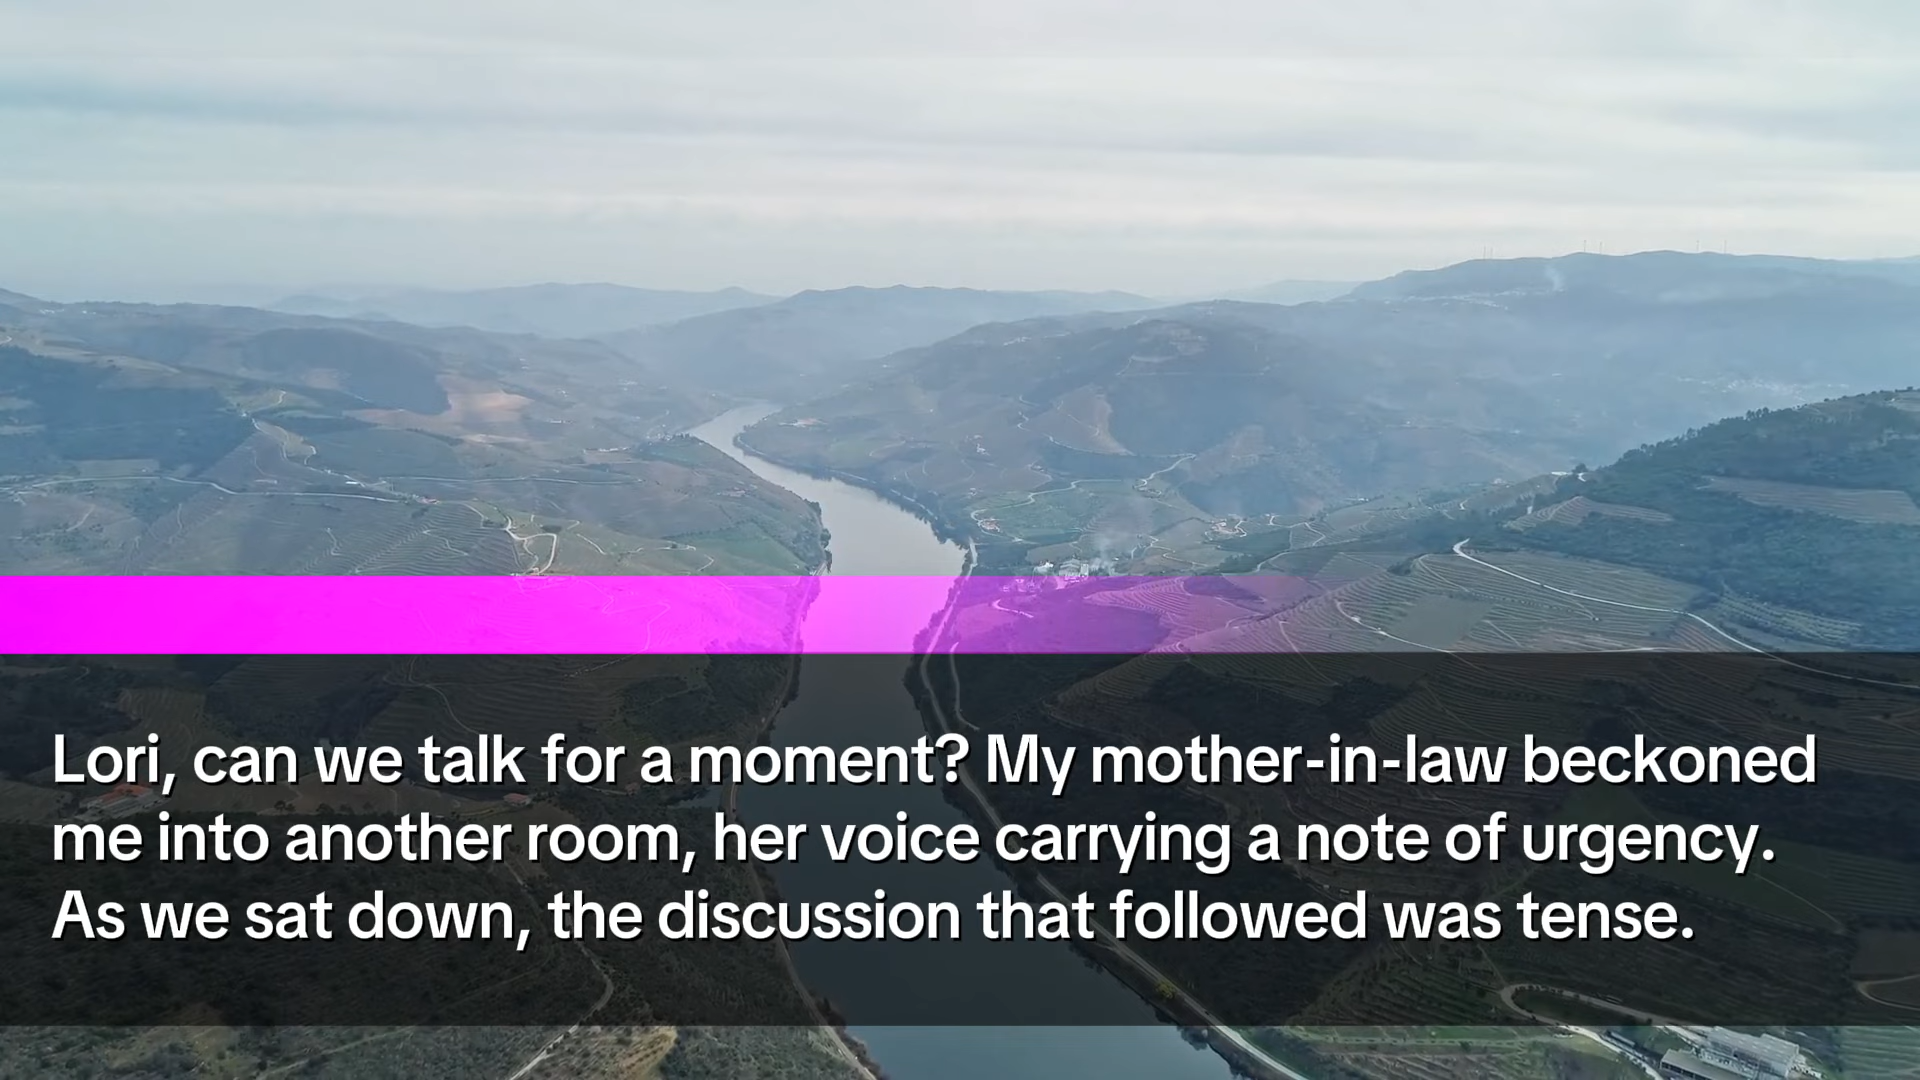 Lori, can we talk for a moment? My mother-in-law beckoned
me into another room, her voice carrying a note of urgency.
As we sat down, the discussion that followed was tense.